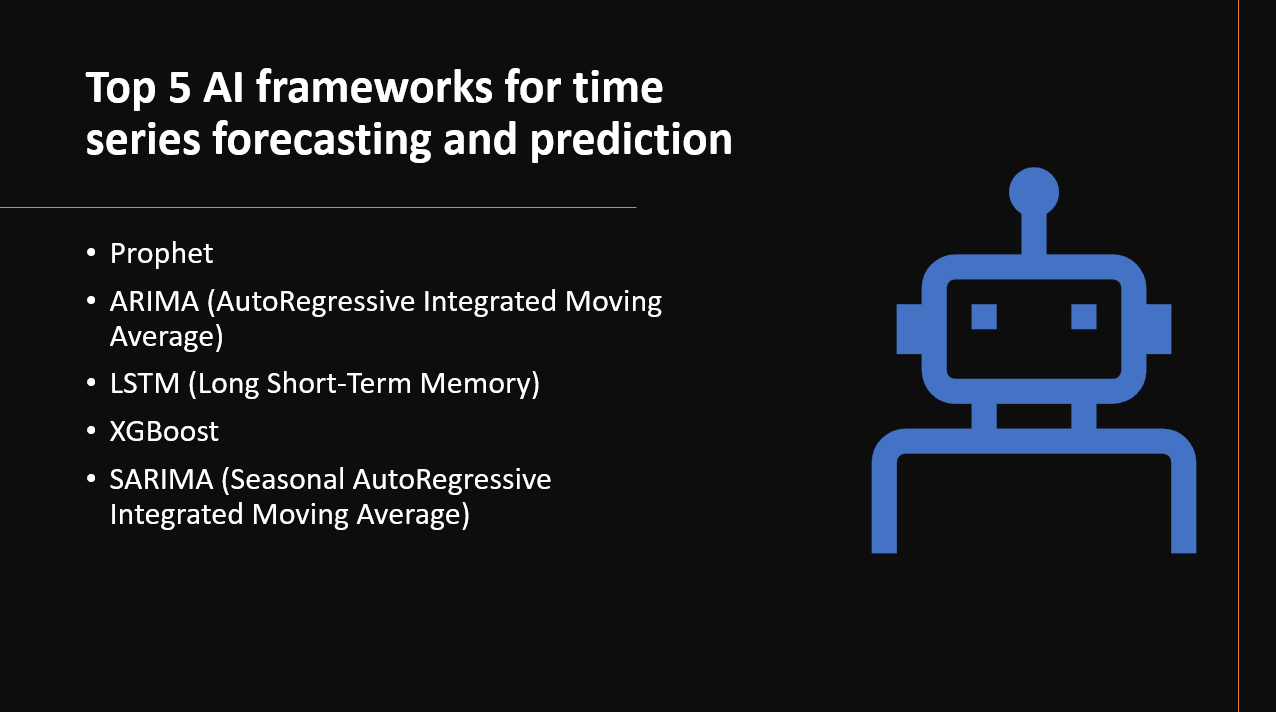 Top 5 AI frameworks for time
series forecasting and prediction
• Prophet
• ARIMA (AutoRegressive Integrated Moving
Average)
• LSTM (Long Short-Term Memory)
• XGBoost
• SARIMA (Seasonal AutoRegressive
Integrated Moving Average)